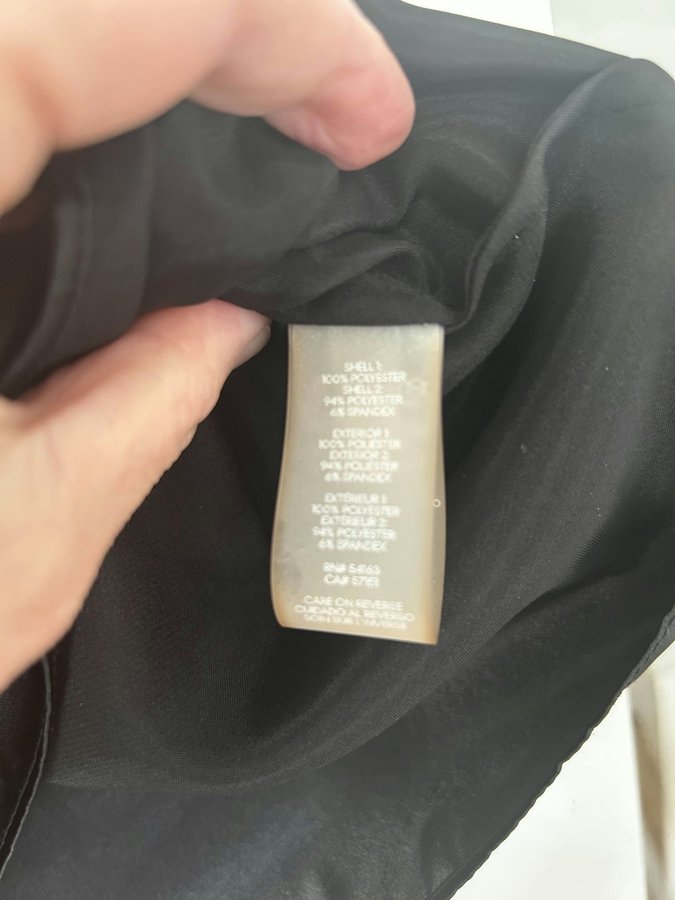 SHELL 1:
100% POLYESTER
SHELL 2:
94% POLYESTER
6% SPANDEX
EXTERIOR 1:
100% POLIESTER
EXTERIOR 2:
94% POLIESTER
6% SPANDEX
EXTÉRIEUR 1:
100% POLYESTER
EXTÉRIEUR 2:
94% POLYESTER
6% SPANDEX
RN# 54163
CA# 57151
CARE ON REVERSE
CUIDADO AL REVERSO
SOIN SUR L'INVERSE